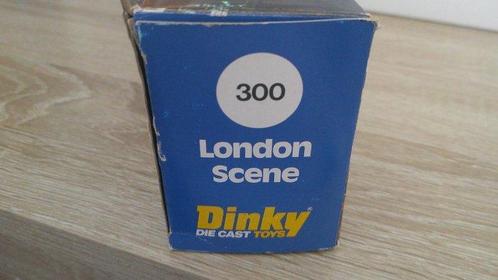 300
London
Scene
Dinky®
DIE CAST TOYS